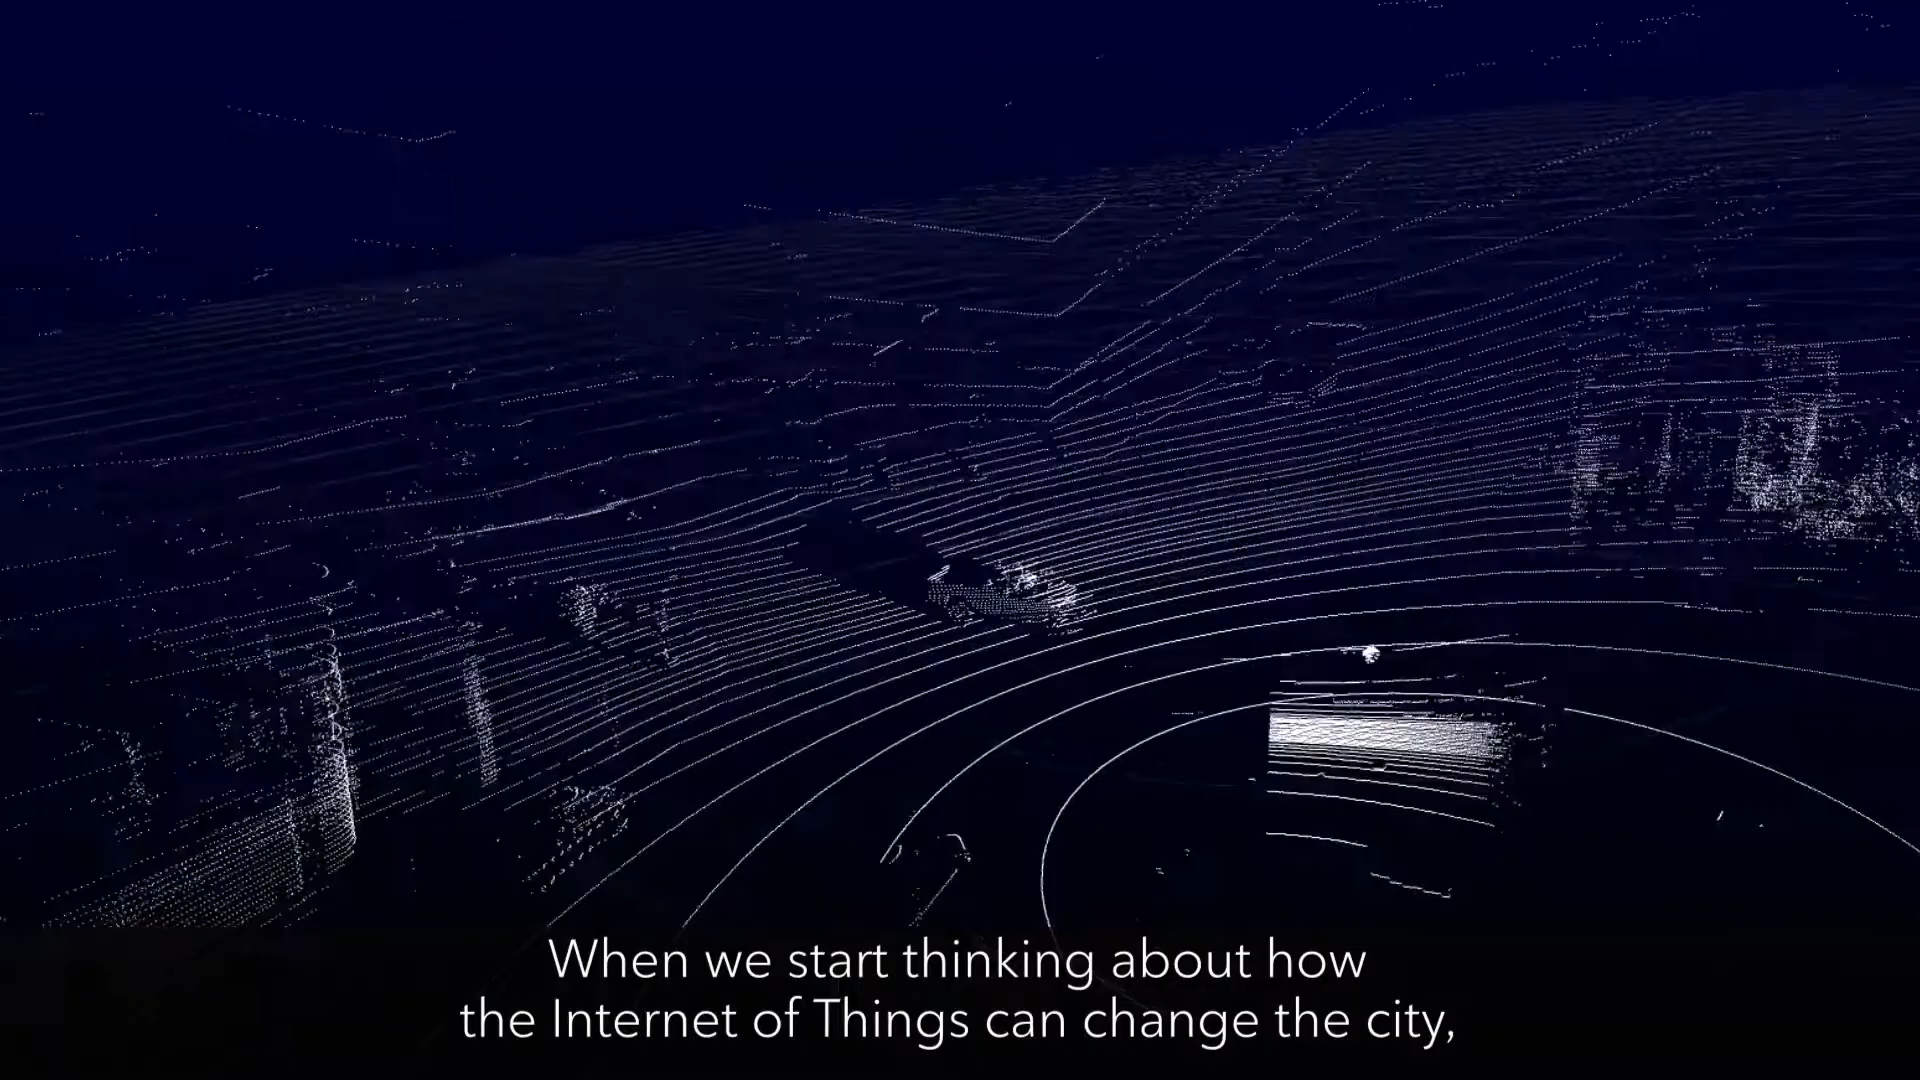 When we start thinking about how
the Internet of Things can change the city,